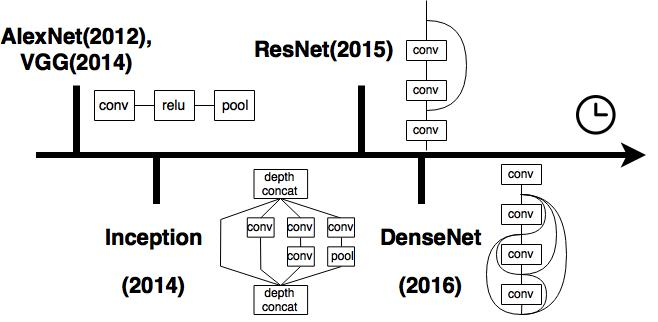 AlexNet(2012),
VGG(2014)
conv
relu
pool
ResNet(2015)
conv
conv
conv
Inception
(2014)
depth
concat
conv
conv
conv
conv
pool
depth
concat
DenseNet
(2016)
conv
conv
conv
conv